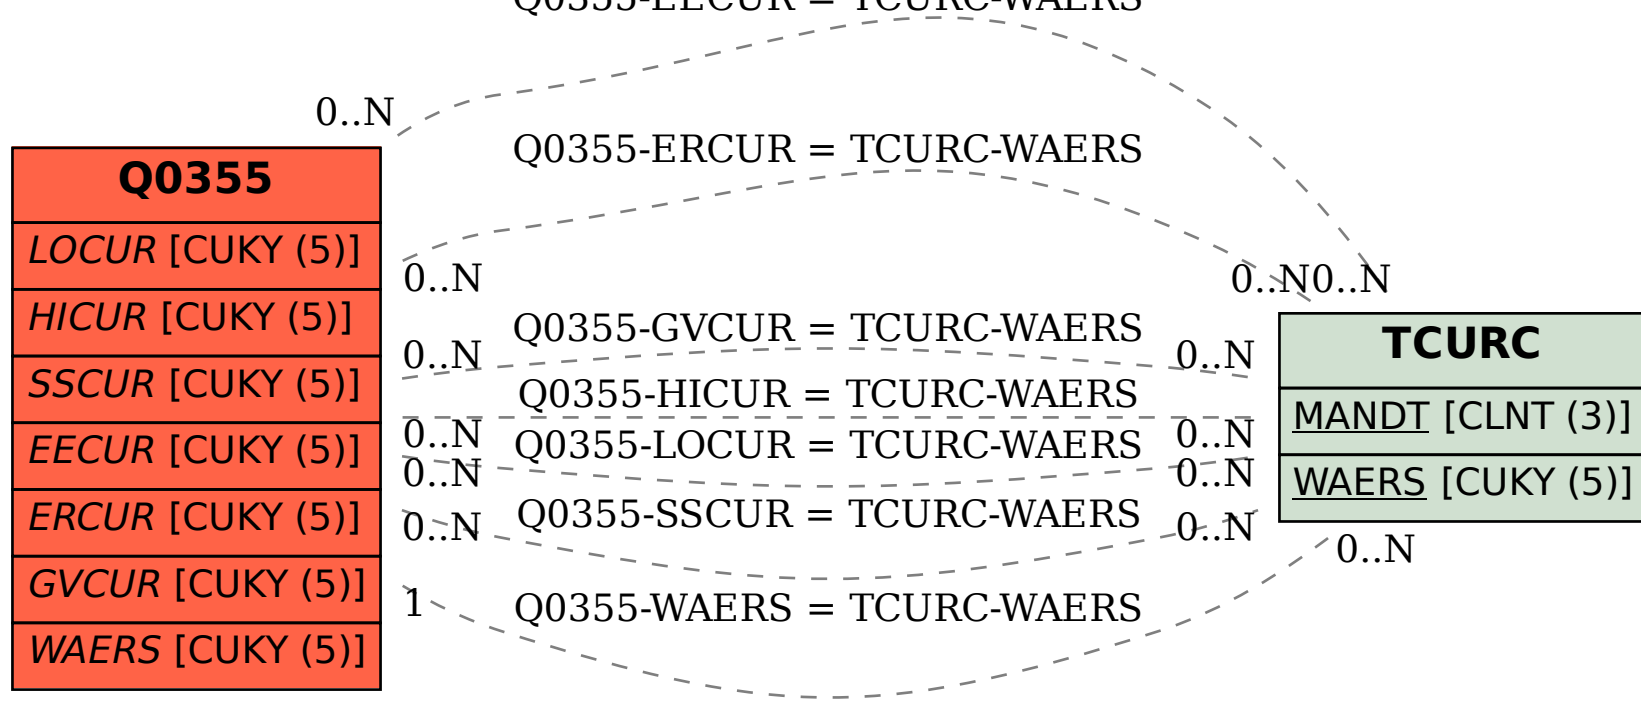 Q0355-EECUR = TCURC-WAERS
0..N
Q0355-ERCUR = TCURC-WAERS
Q0355
LOCUR [CUKY (5)]
HICUR [CUKY (5)]
SSCUR [CUKY (5)]
EECUR [CUKY (5)]
ERCUR [CUKY (5)]
GVCUR [CUKY (5)]
WAERS [CUKY (5)]
0..N
0..N0..N
Q0355-GVCUR = TCURC-WAERS
0..N
0..N
Q0355-HICUR = TCURC-WAERS
0..N
0..N
Q0355-LOCUR = TCURC-WAERS
0..N
0..N
Q0355-SSCUR = TCURC-WAERS
0..N
0..N
1
Q0355-WAERS = TCURC-WAERS
0..N
TCURC
MANDT [CLNT (3)]
WAERS [CUKY (5)]